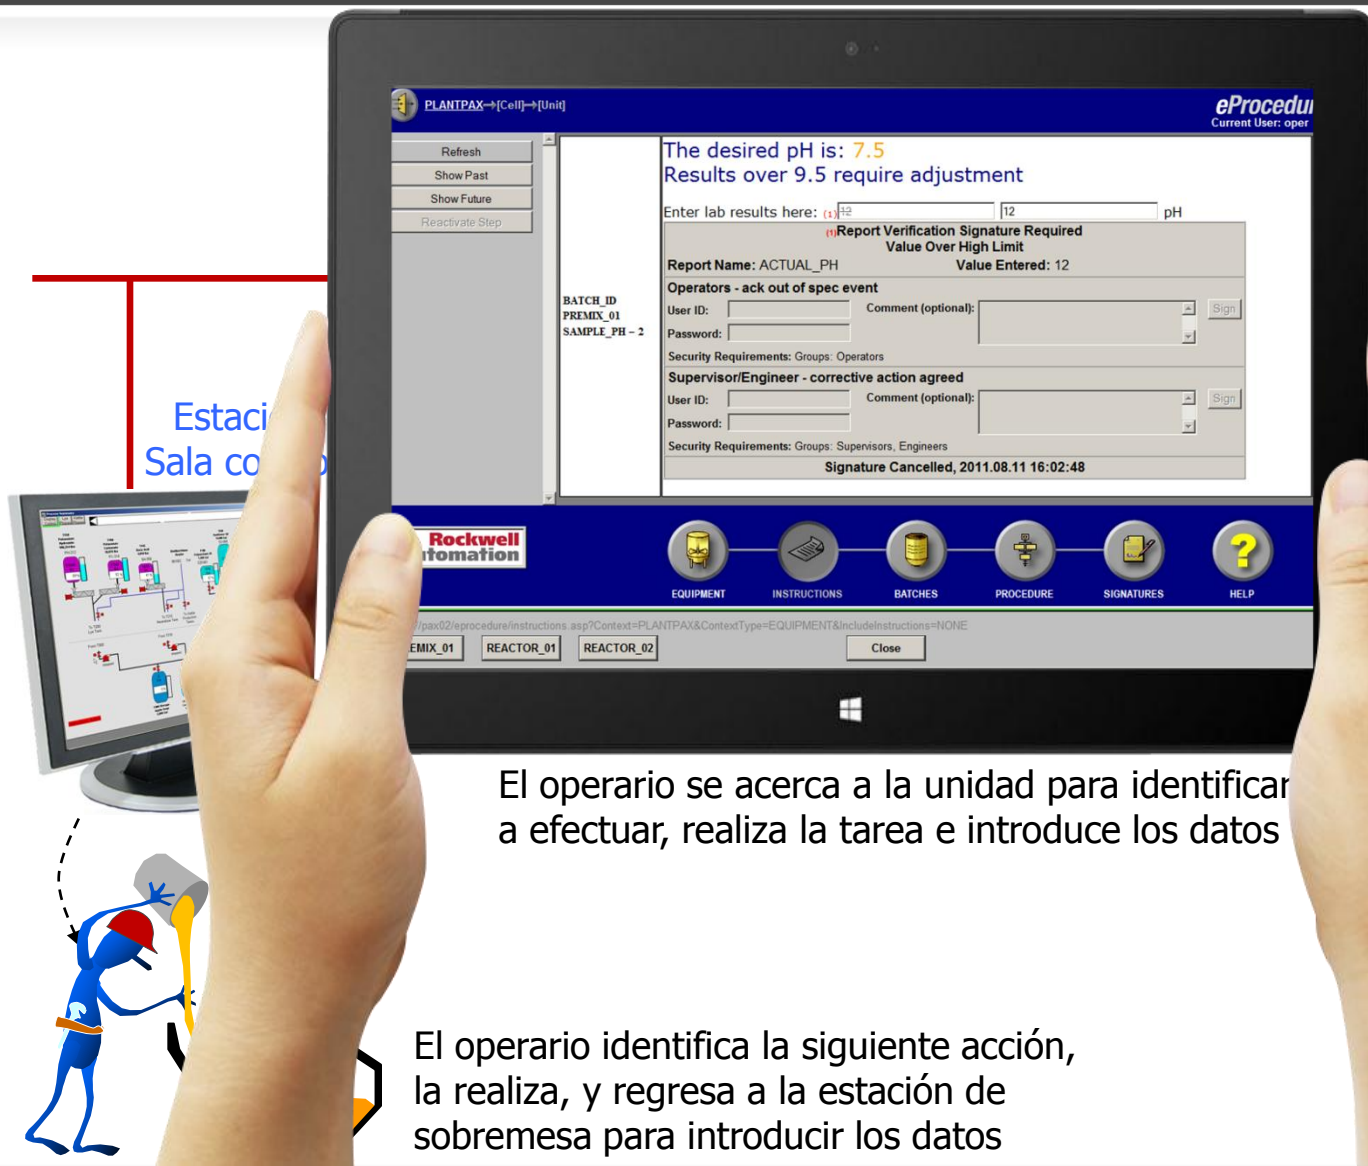 PLANTPAX→[Cell]→[Unit]
Current User: oper
Refresh
Show Past
Show Future
Reactivate Step
The desired pH is: 7.5
Results over 9.5 require adjustment
Enter lab results here: (1) 12 12 pH
(1)Report Verification Signature Required
Value Over High Limit
Report Name: ACTUAL_PH Value Entered: 12
Operators - ack out of spec event
User ID: Comment (optional): Sign
Password:
Security Requirements: Groups: Operators
BATCH_ID
PREMIX_01
SAMPLE_PH – 2
Supervisor/Engineer - corrective action agreed
User ID: Comment (optional): Sign
Password:
Security Requirements: Groups: Supervisors, Engineers
Signature Cancelled, 2011.08.11 16:02:48
Sala
Rockwell
EQUIPMENT INSTRUCTIONS BATCHES PROCEDURE SIGNATURES HELP
/pax02/eprocedure/instructions.asp?Context=PLANTPAX&ContextType=EQUIPMENT&IncludeInstructions=NONE
REACTOR_01 REACTOR_02 Close
El operario se acerca a la unidad para identificar
a efectuar, realiza la tarea e introduce los datos
El operario identifica la siguiente acción,
la realiza, y regresa a la estación de
sobremesa para introducir los datos